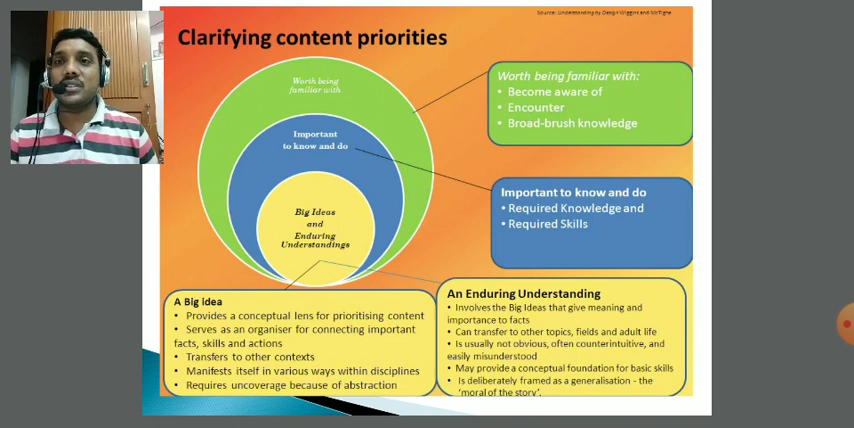 Source: Understanding by Design Wiggins and McTighe
Clarifying content priorities
Worth being
familiar with
Important
to know and do
Big Ideas
and
Enduring
Understandings
Worth being familiar with:
• Become aware of
• Encounter
• Broad-brush knowledge
Important to know and do
• Required Knowledge and
• Required Skills
A Big idea
• Provides a conceptual lens for prioritising content
• Serves as an organiser for connecting important
facts, skills and actions
• Transfers to other contexts
• Manifests itself in various ways within disciplines
• Requires uncoverage because of abstraction
An Enduring Understanding
• Involves the Big Ideas that give meaning and
importance to facts
• Can transfer to other topics, fields and adult life
• Is usually not obvious, often counterintuitive, and
easily misunderstood
• May provide a conceptual foundation for basic skills
• Is deliberately framed as a generalisation - the
'moral of the story'.